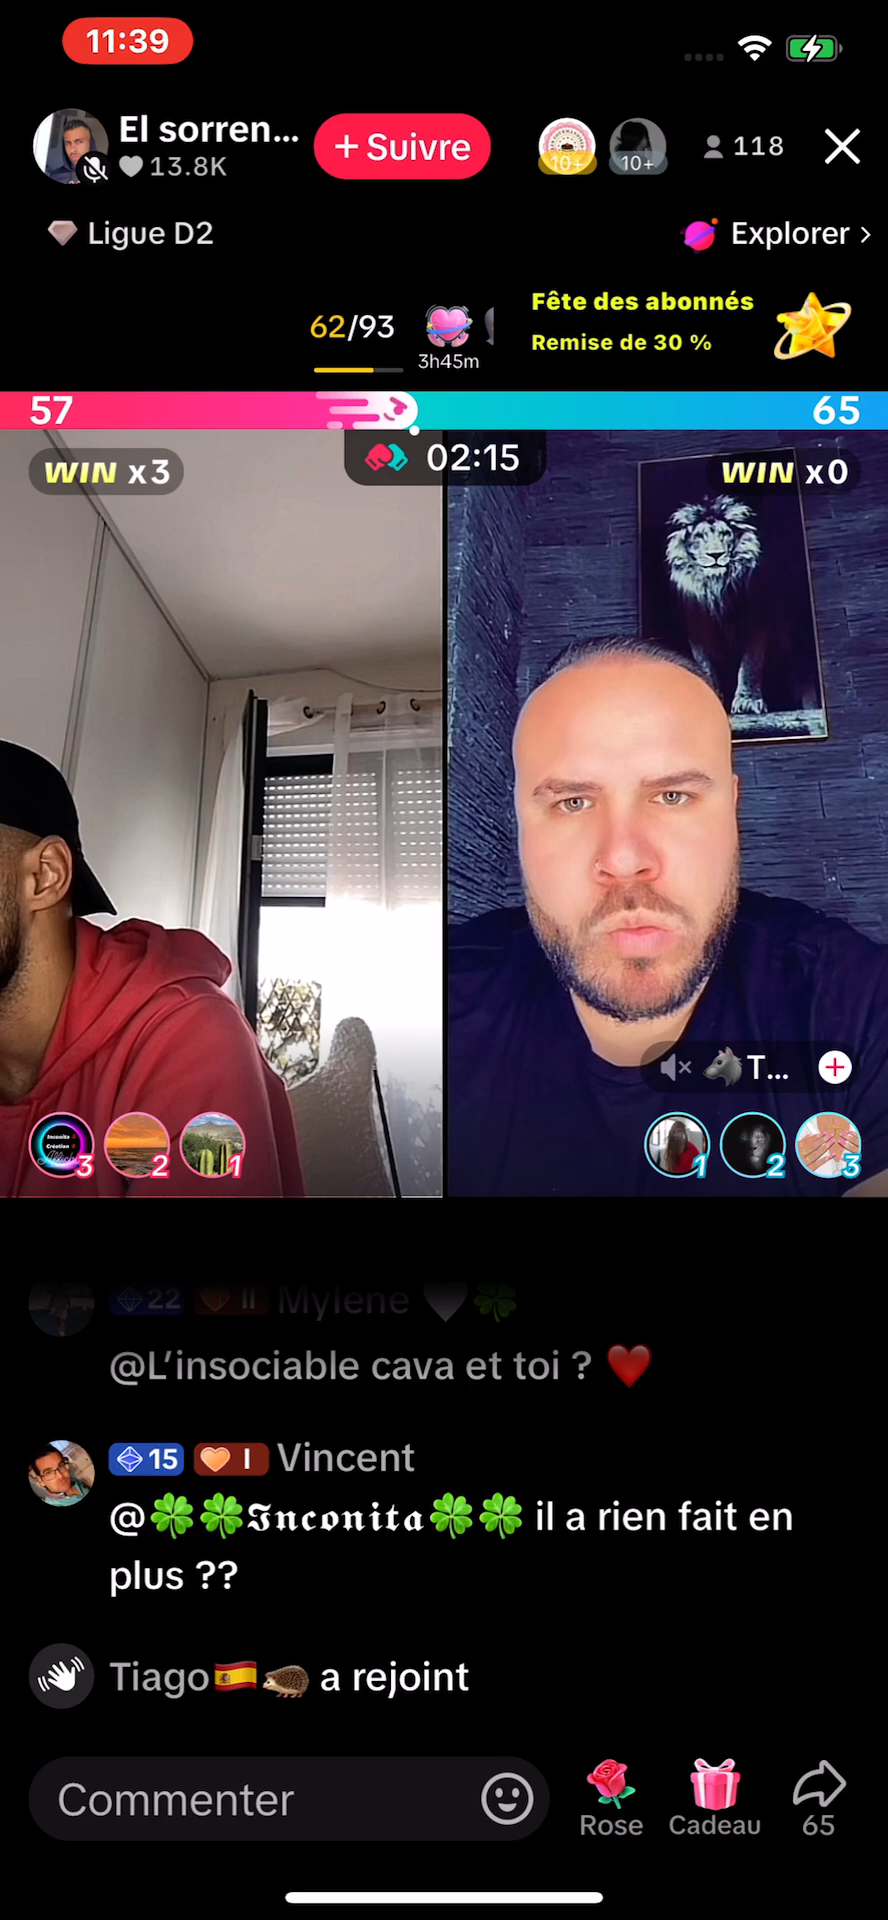 11:39
El sorren...
13.8K
+ Suivre
10+
10+
118
Ligue D2
Explorer >
62/93
3h45m
Fête des abonnés
Remise de 30 %
57
65
WIN x3
02:15
WIN x0
T...
3
2
1
1
2
3
22 II Mylene 🤍🍀
@L'insociable cava et toi ? ❤️
15 I Vincent
@🍀🍀𝕴𝖓𝖈𝖔𝖓𝖎𝖙𝖆🍀🍀 il a rien fait en
plus ??
Tiago🇪🇸🦔 a rejoint
Commenter
Rose
Cadeau
65